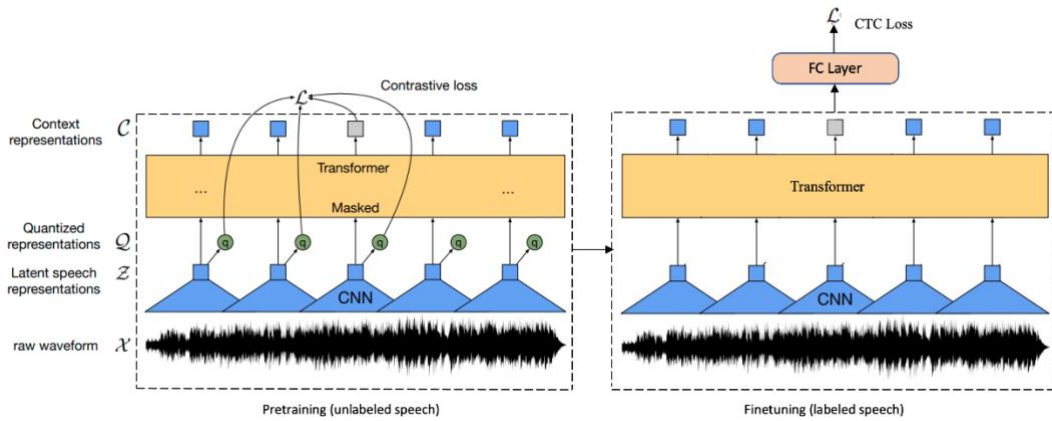 ℒ CTC Loss
FC Layer
Contrastive loss
ℒ
Context
representations 𝒞
Transformer
... ...
Masked
Transformer
Quantized
representations 𝒬
q q q q q
Latent speech
representations 𝒵
CNN
CNN
raw waveform 𝒳
Pretraining (unlabeled speech)
Finetuning (labeled speech)